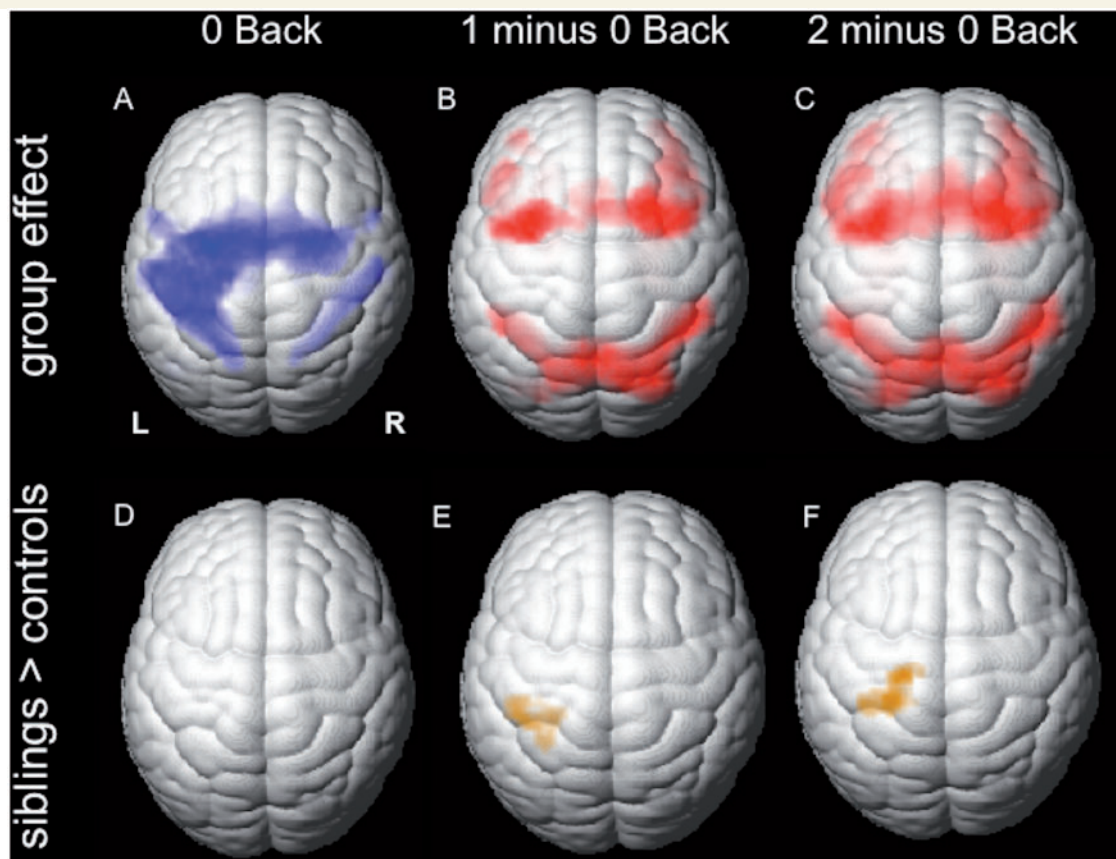 0 Back
1 minus 0 Back
2 minus 0 Back
group effect
A
B
C
L
R
siblings > controls
D
E
F